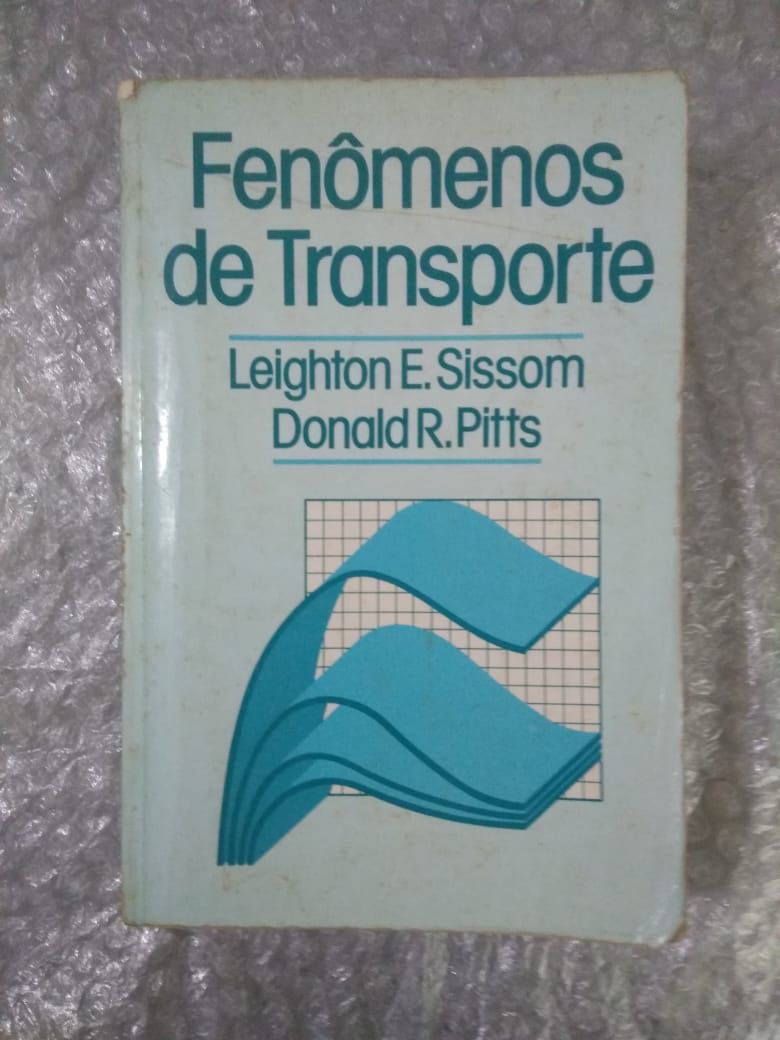 Fenômenos
de Transporte
Leighton E. Sissom
Donald R. Pitts